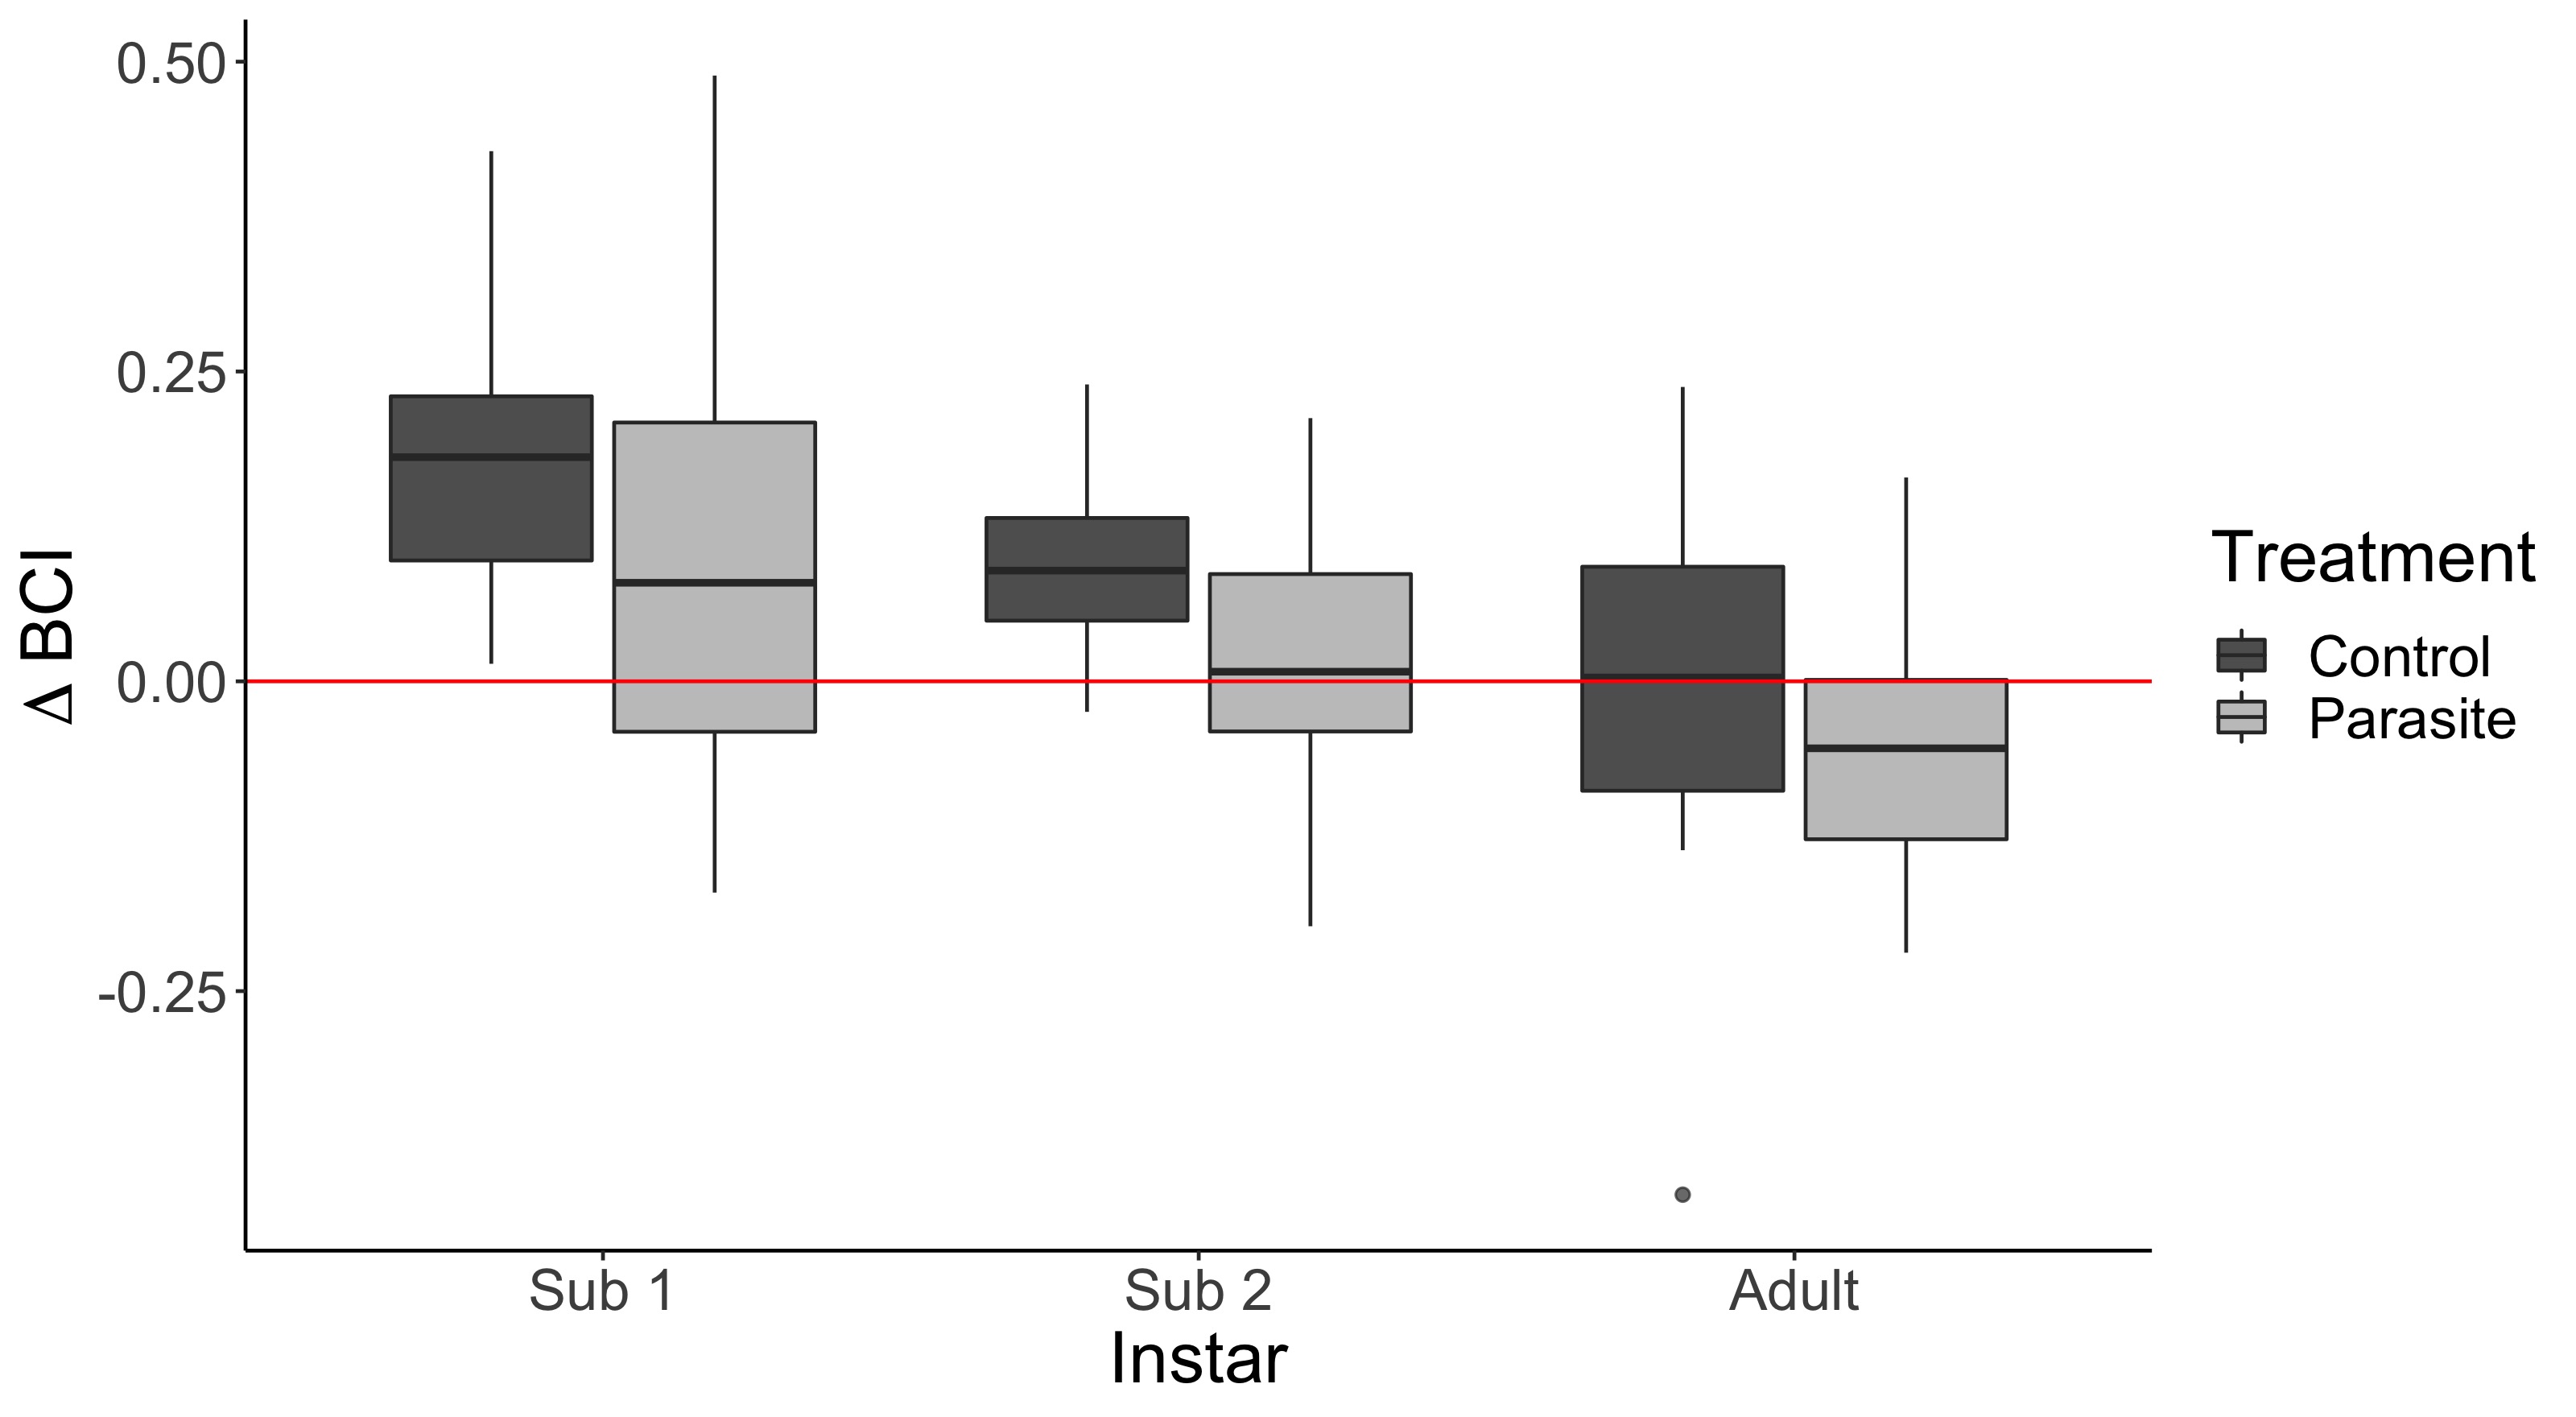 Δ BCI
0.50
0.25
0.00
-0.25
Sub 1
Sub 2
Adult
Instar
Treatment
Control
Parasite